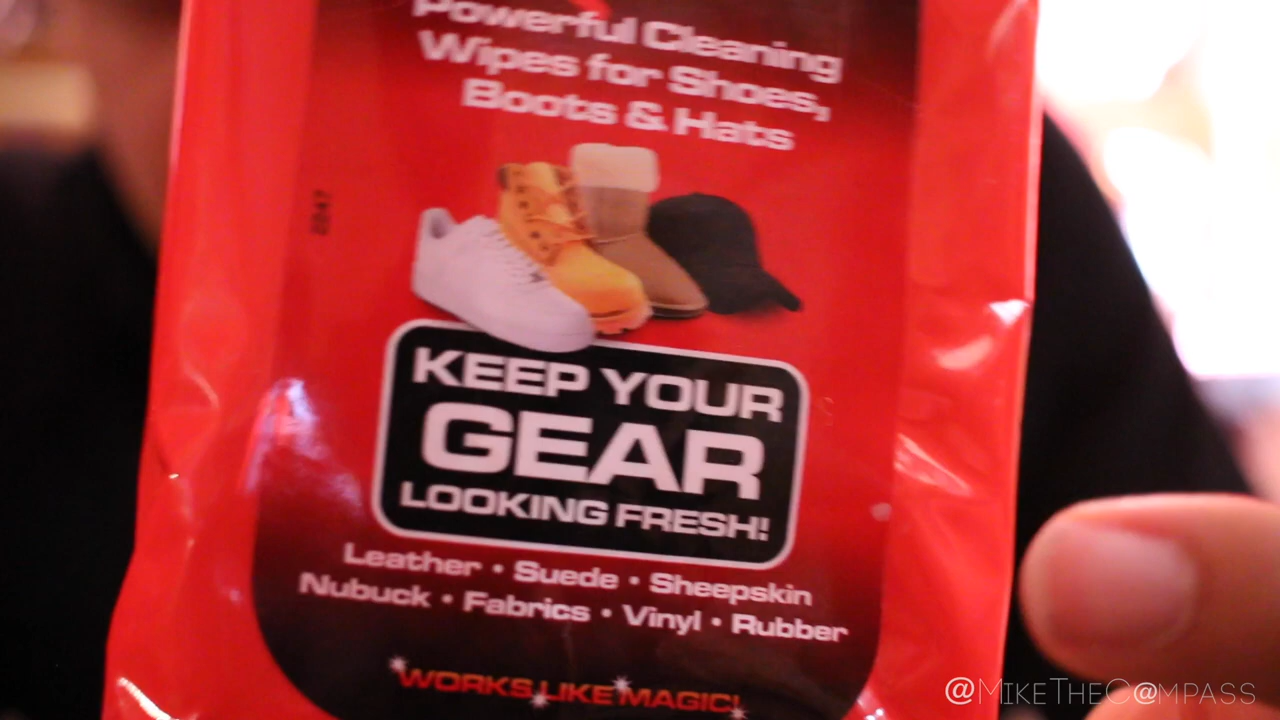 Powerful Cleaning
Wipes for Shoes,
Boots & Hats
KEEP YOUR
GEAR
LOOKING FRESH!
Leather • Suede • Sheepskin
Nubuck • Fabrics • Vinyl • Rubber
WORKS LIKE MAGIC!
@MikeTheC@mpass